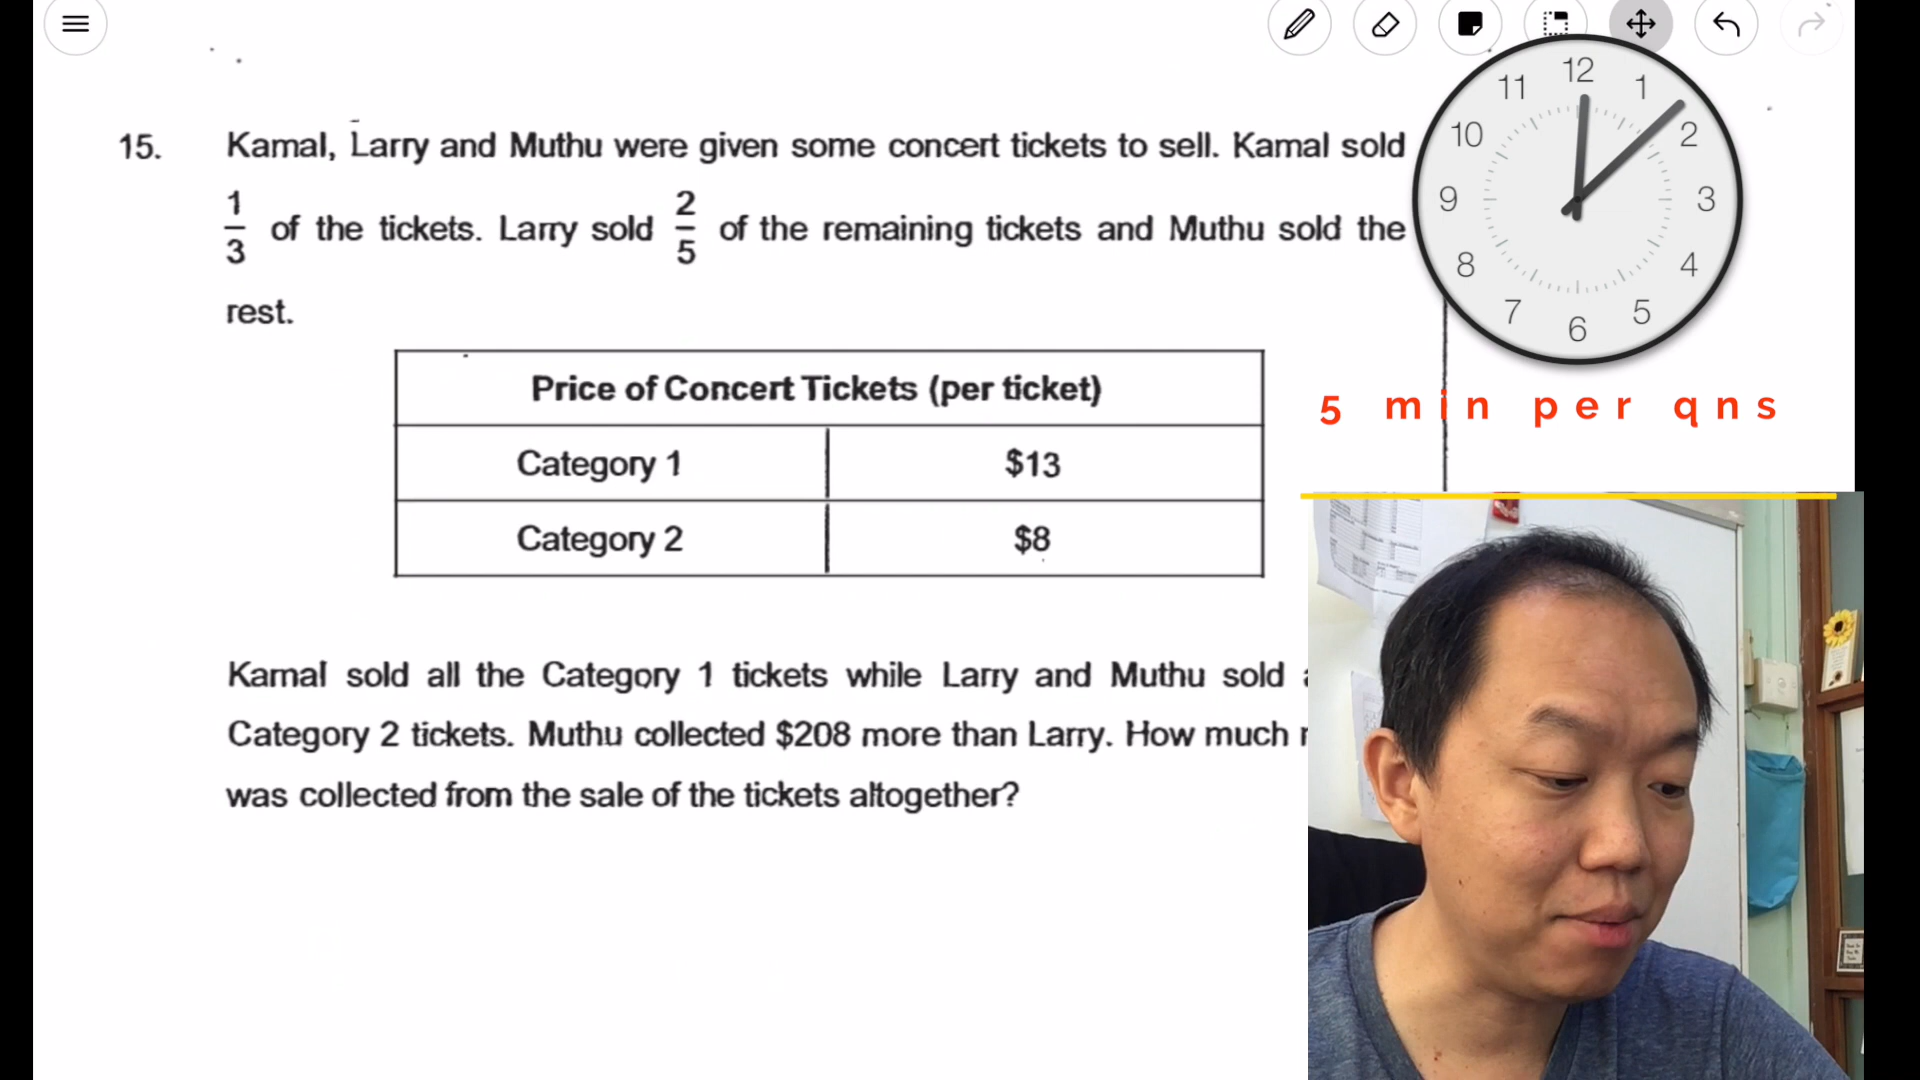 12
11 1
10 2
9 3
8 4
7 5
6
15. Kamal, Larry and Muthu were given some concert tickets to sell. Kamal sold
1/3 of the tickets. Larry sold 2/5 of the remaining tickets and Muthu sold the
rest.
Price of Concert Tickets (per ticket)
Category 1 $13
Category 2 $8
5 min per qns
Kamal sold all the Category 1 tickets while Larry and Muthu sold
Category 2 tickets. Muthu collected $208 more than Larry. How much
was collected from the sale of the tickets altogether?